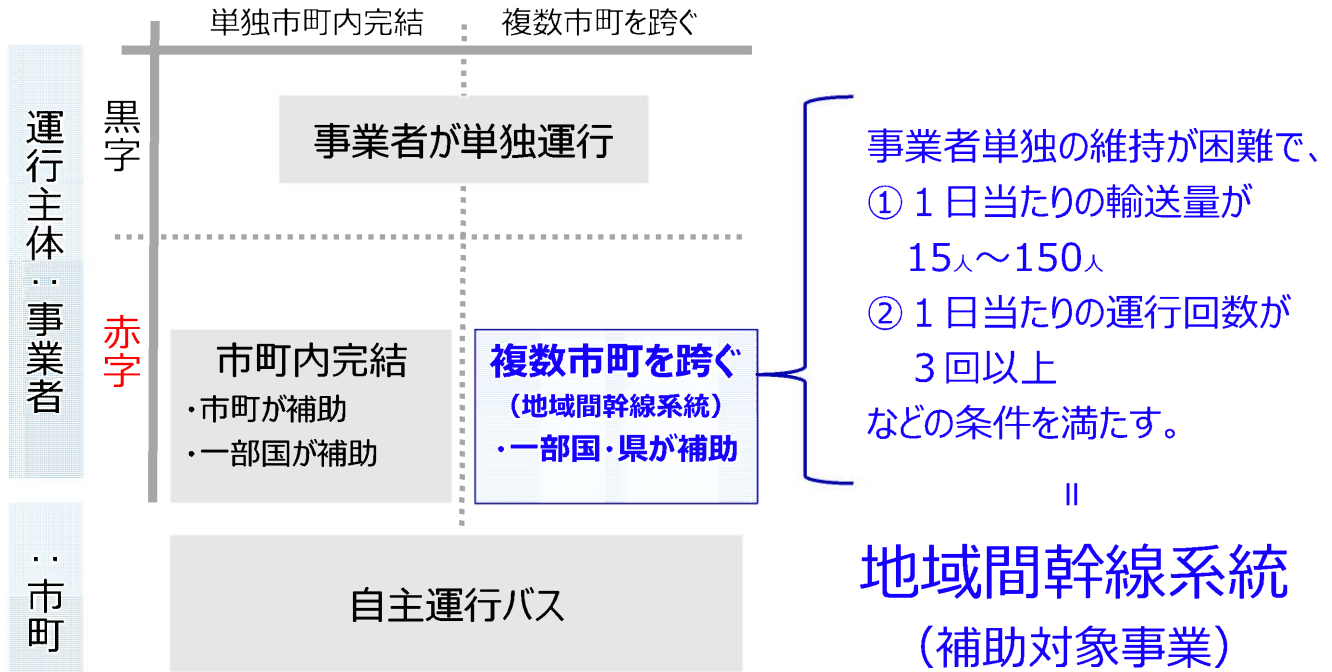 単独市町内完結
複数市町を跨ぐ
運行主体：事業者
黒字
事業者が単独運行
赤字
市町内完結
・市町が補助
・一部国が補助
複数市町を跨ぐ
（地域間幹線系統）
・一部国・県が補助
：市町
自主運行バス
事業者単独の維持が困難で、
①１日当たりの輸送量が
15人～150人
②１日当たりの運行回数が
３回以上
などの条件を満たす。
＝
地域間幹線系統
（補助対象事業）